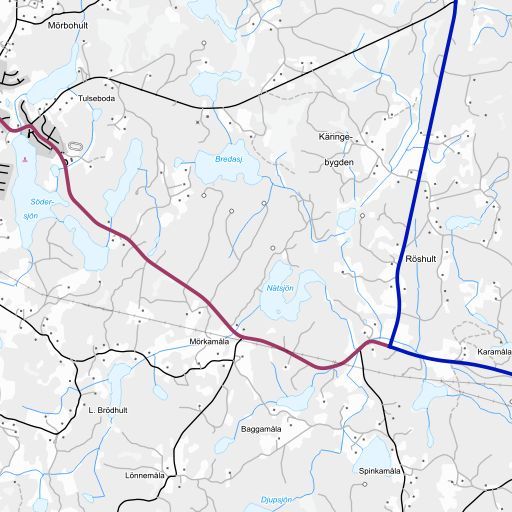 Mörbohult
Tulseboda
Käringe-
bygden
Bredasj
Söder-
sjön
Röshult
Nätsjön
Mörkamåla
Karamåla
L. Brödhult
Baggamåla
Lönnemåla
Spinkamåla
Djupsjön